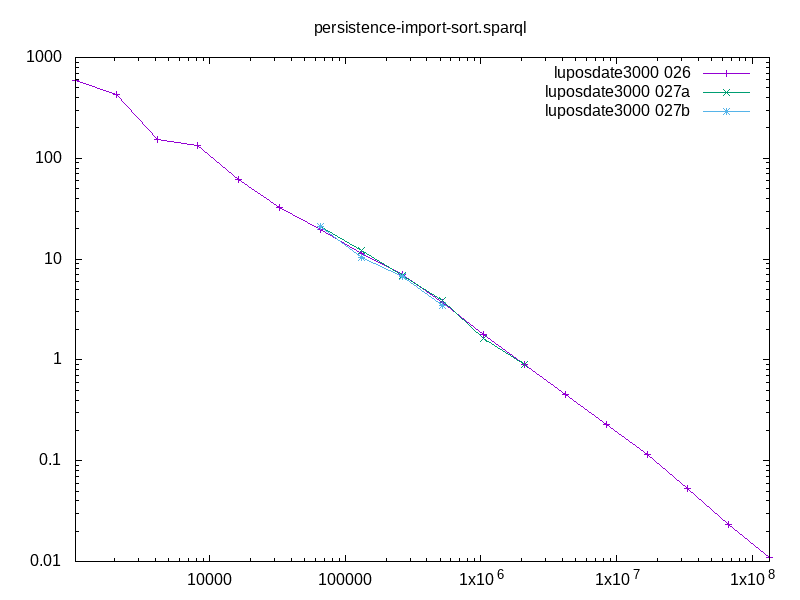 persistence-import-sort.sparql
1000
100
10
1
0.1
0.01
luposdate3000 026
luposdate3000 027a
luposdate3000 027b
10000 100000 1x10^6 1x10^7 1x10^8